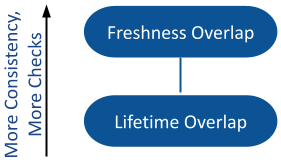 More Consistency,
More Checks
Freshness Overlap
Lifetime Overlap